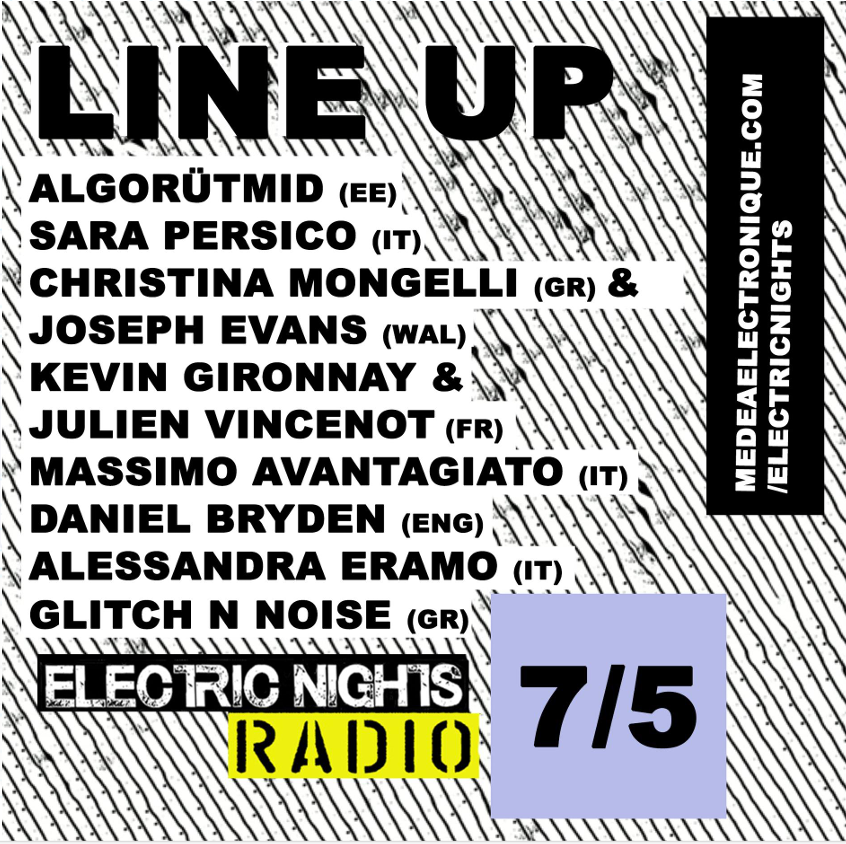 LINE UP
ALGORÜTMID (EE)
SARA PERSICO (IT)
CHRISTINA MONGELLI (GR) &
JOSEPH EVANS (WAL)
KEVIN GIRONNAY &
JULIEN VINCENOT (FR)
MASSIMO AVANTAGIATO (IT)
DANIEL BRYDEN (ENG)
ALESSANDRA ERAMO (IT)
GLITCH N NOISE (GR)
ELECTRIC NIGHTS
RADIO
7/5
MEDEAELECTRONIQUE.COM
/ELECTRICNIGHTS